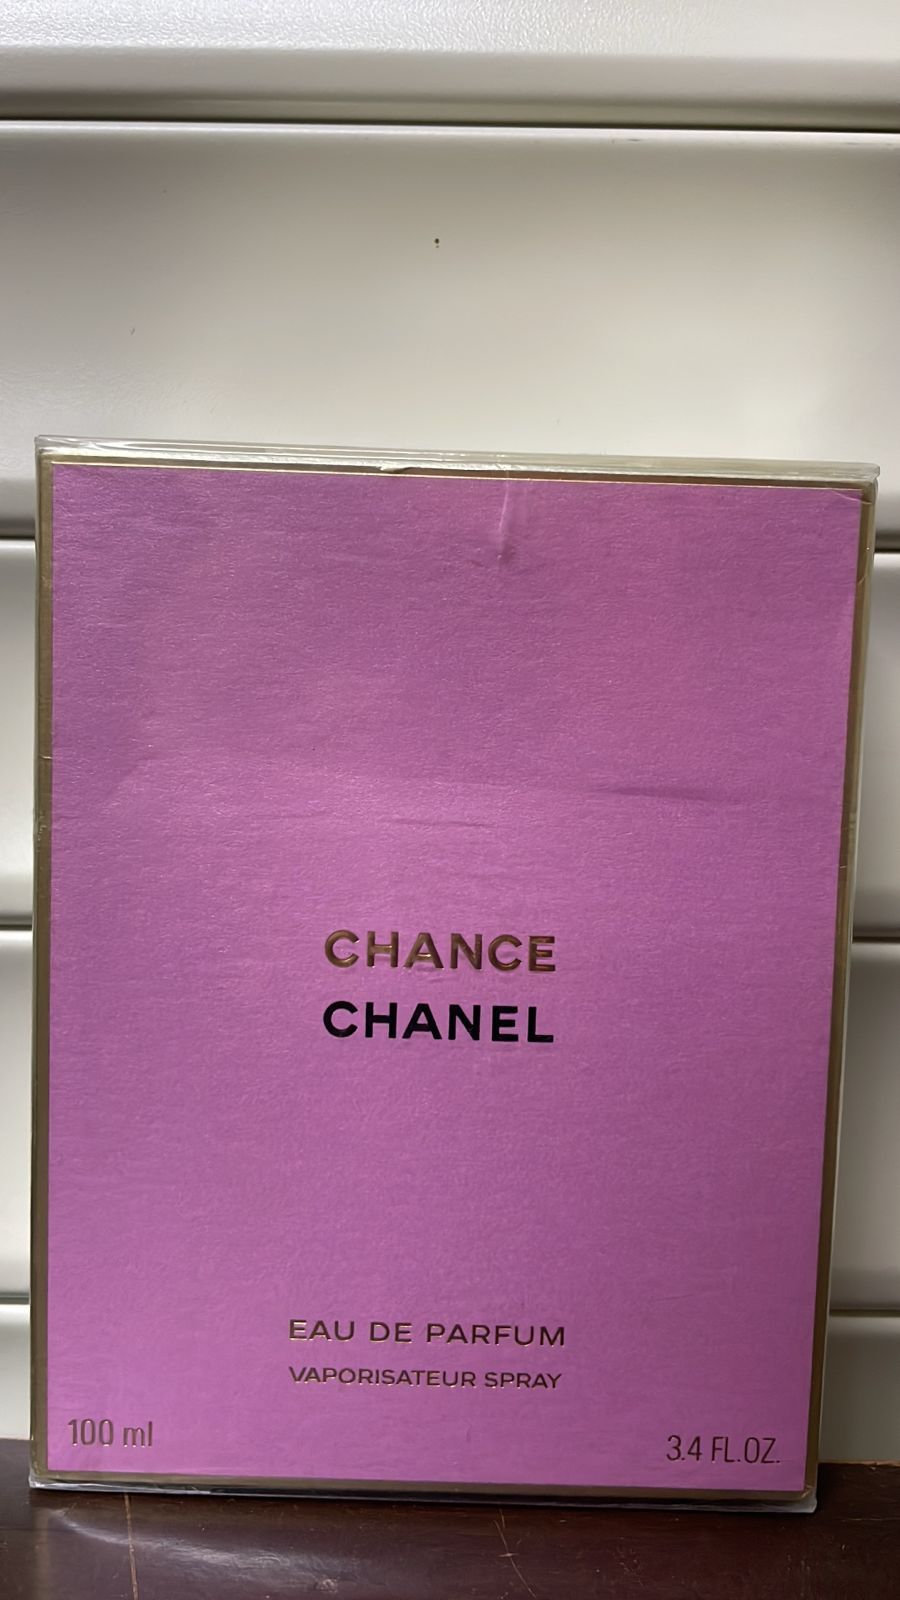 CHANCE
CHANEL
EAU DE PARFUM
VAPORISATEUR SPRAY
100 ml 3.4 FL.OZ.